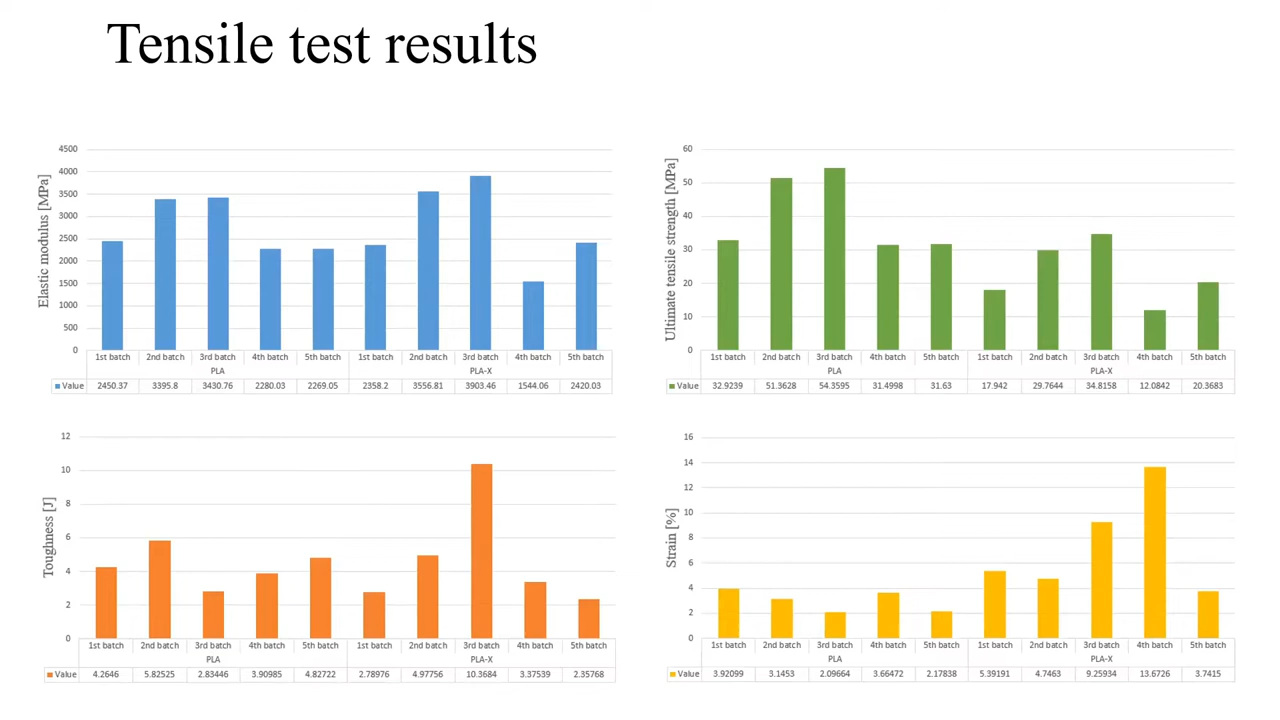 Tensile test results
Elastic modulus [MPa]
4500
4000
3500
3000
2500
2000
1500
1000
500
0
1st batch 2nd batch 3rd batch 4th batch 5th batch 1st batch 2nd batch 3rd batch 4th batch 5th batch
PLA PLA-X
Value 2450.37 3395.8 3430.76 2280.03 2269.05 2358.2 3556.81 3903.46 1544.06 2420.03
Ultimate tensile strength [MPa]
60
50
40
30
20
10
0
1st batch 2nd batch 3rd batch 4th batch 5th batch 1st batch 2nd batch 3rd batch 4th batch 5th batch
PLA PLA-X
Value 32.9239 51.3628 54.3595 31.4998 31.63 17.942 29.7644 34.8158 12.0842 20.3683
Toughness [J]
12
10
8
6
4
2
0
1st batch 2nd batch 3rd batch 4th batch 5th batch 1st batch 2nd batch 3rd batch 4th batch 5th batch
PLA PLA-X
Value 4.2646 5.82525 2.83446 3.90985 4.82722 2.78976 4.97756 10.3684 3.37539 2.35768
Strain [%]
16
14
12
10
8
6
4
2
0
1st batch 2nd batch 3rd batch 4th batch 5th batch 1st batch 2nd batch 3rd batch 4th batch 5th batch
PLA PLA-X
Value 3.92099 3.1453 2.09664 3.66472 2.17838 5.39191 4.7463 9.25934 13.6726 3.7415